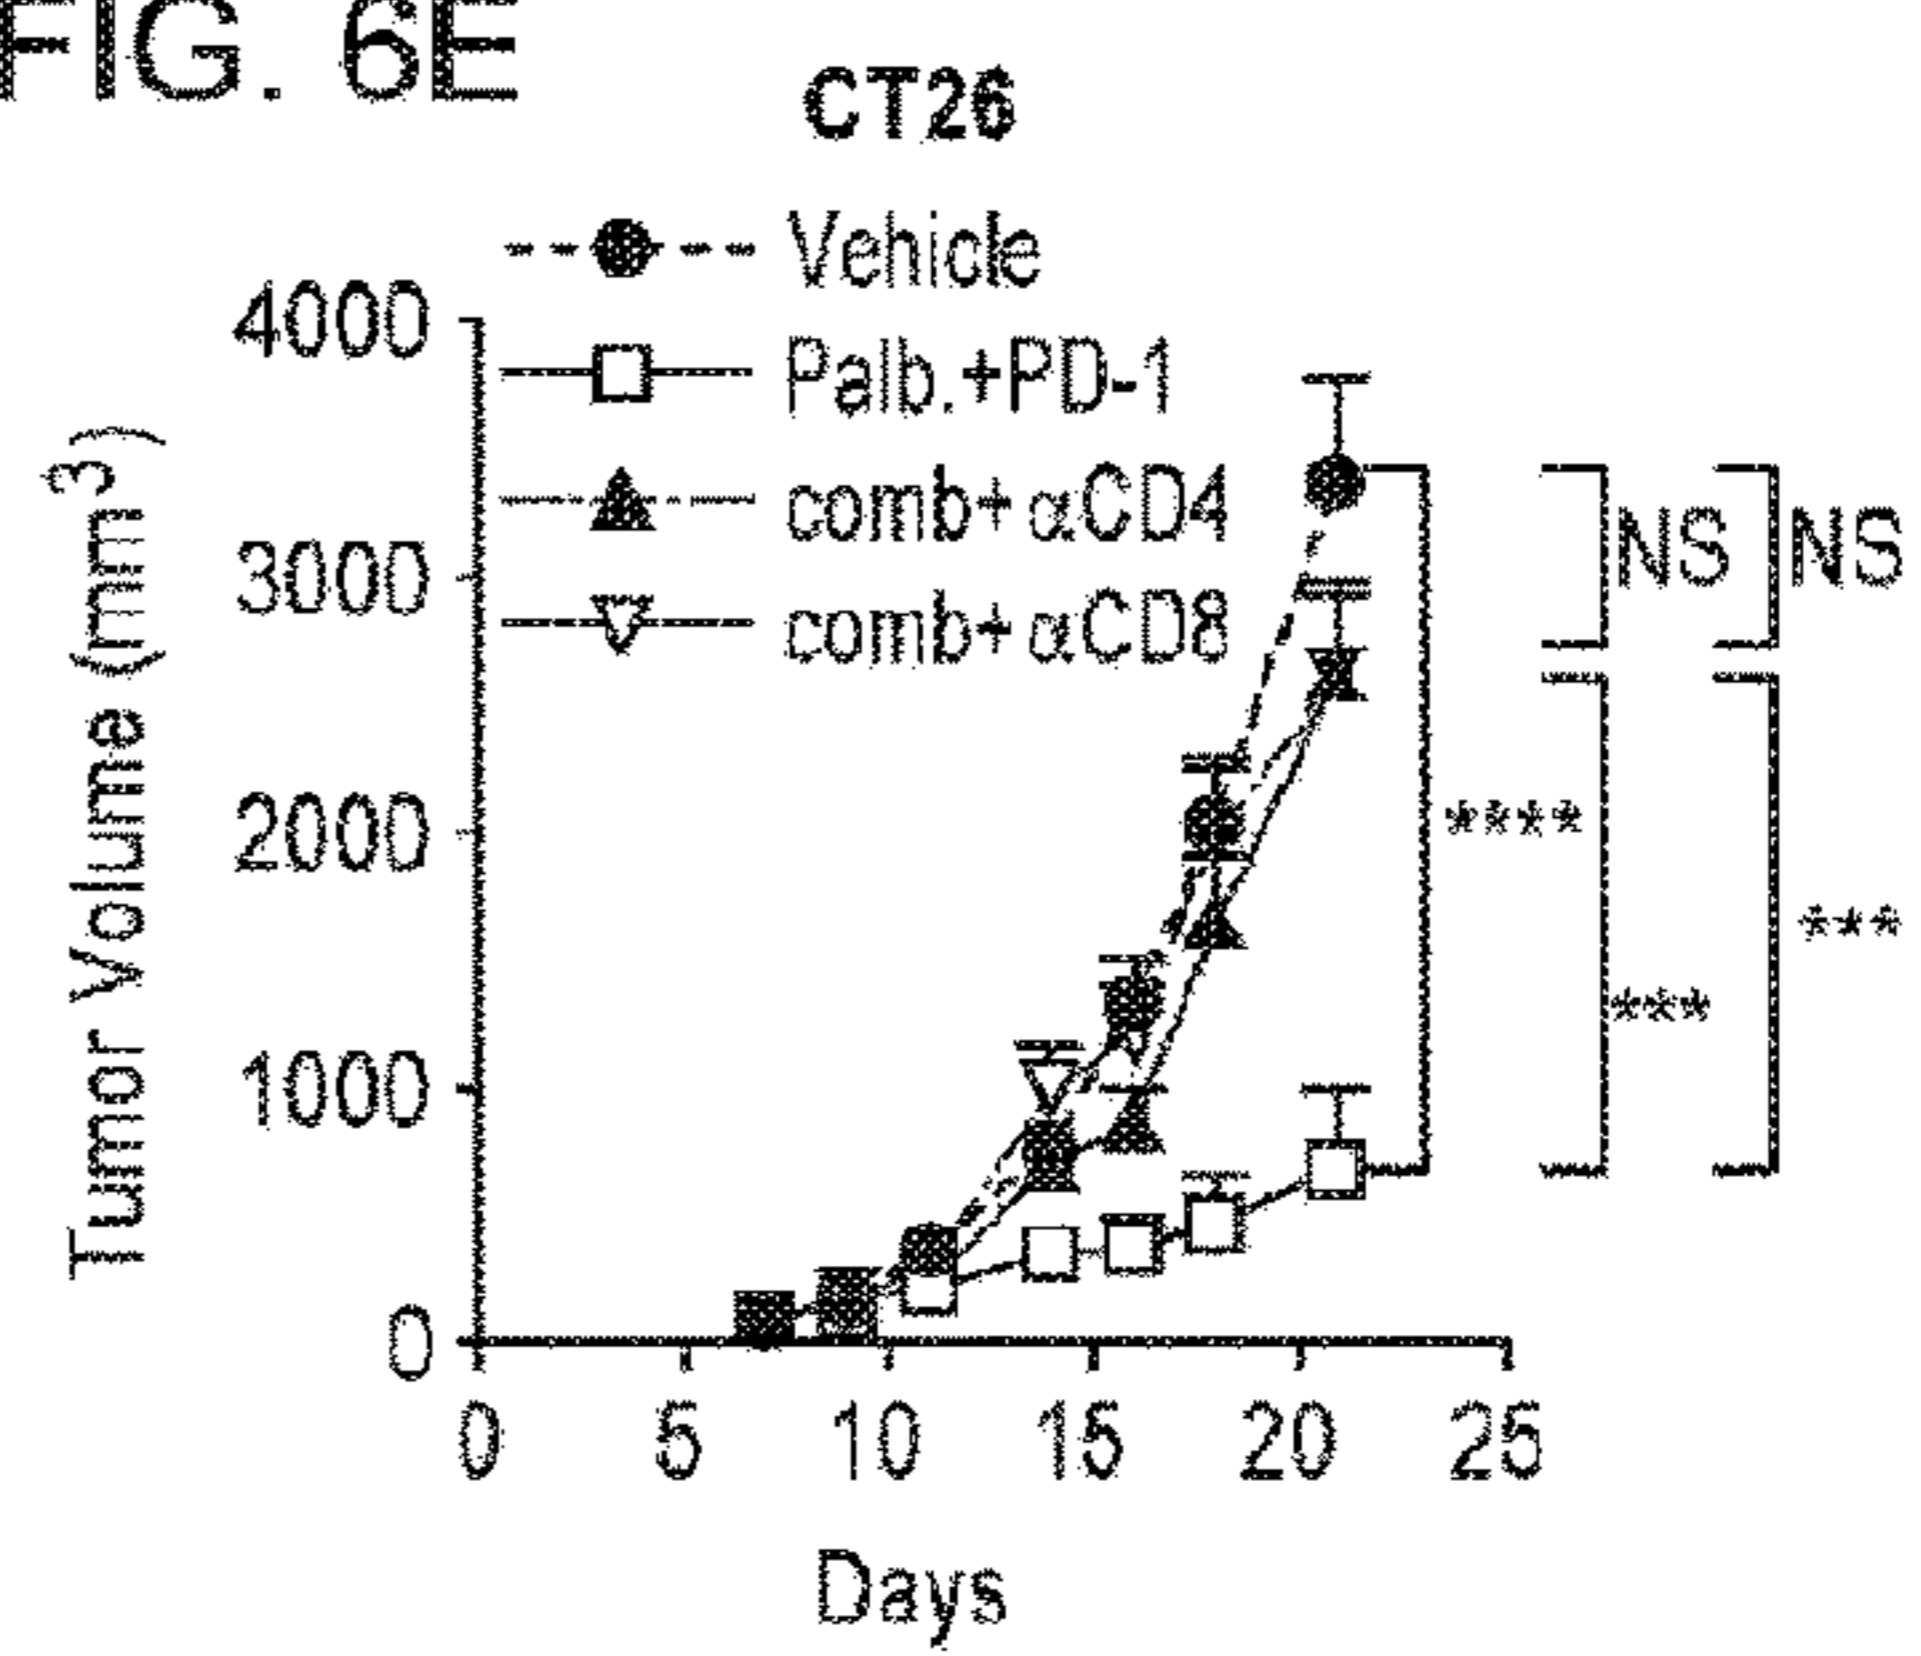 FIG. 6E
CT26
Vehicle
Palb.+PD-1
comb+αCD4
comb+αCD8
Tumor Volume (mm³)
4000
3000
2000
1000
0
NS
NS
****
***
***
0 5 10 15 20 25
Days